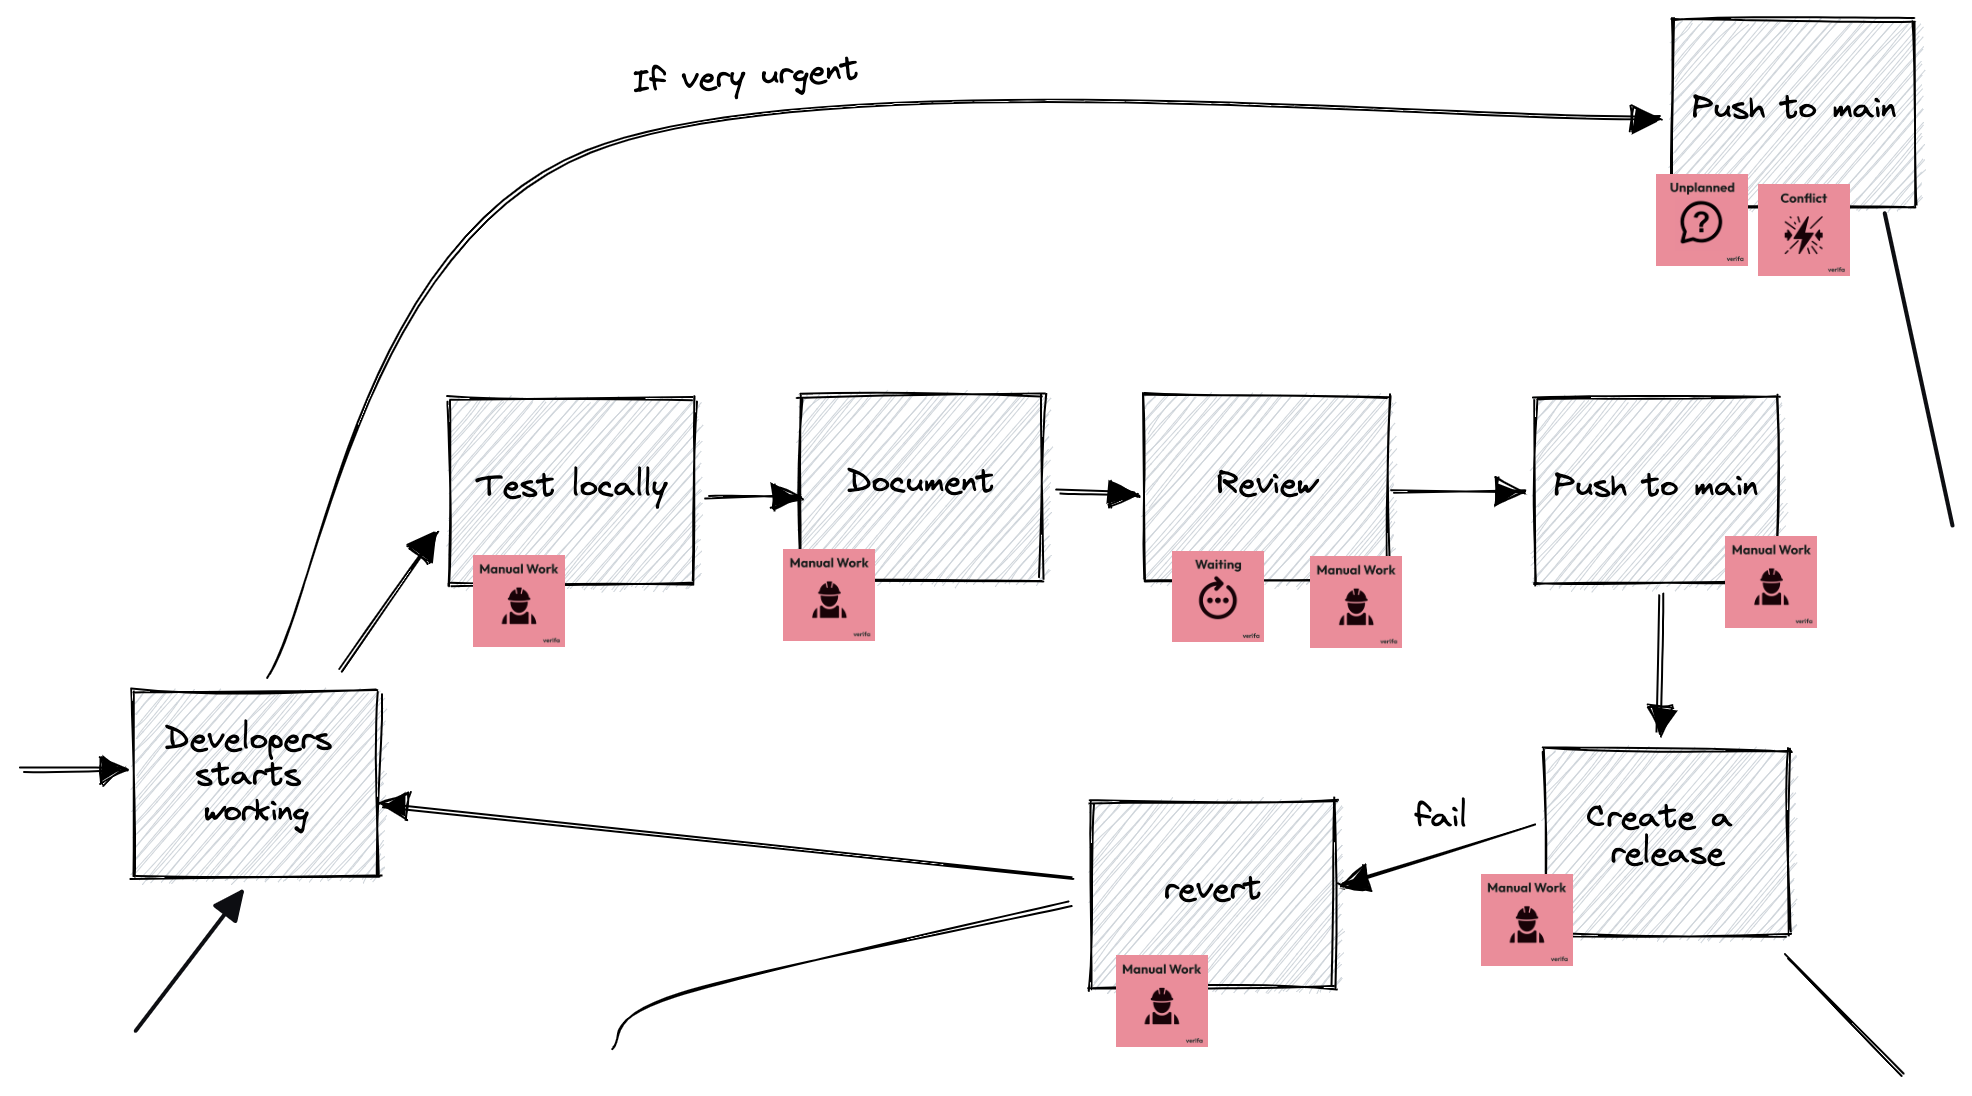 If very urgent
Push to main
Unplanned
verifa
Conflict
verifa
Test locally
Manual Work
verifa
Document
Manual Work
verifa
Review
Waiting
verifa
Manual Work
verifa
Push to main
Manual Work
verifa
Developers
starts
working
fail
Create a
release
Manual Work
verifa
revert
Manual Work
verifa